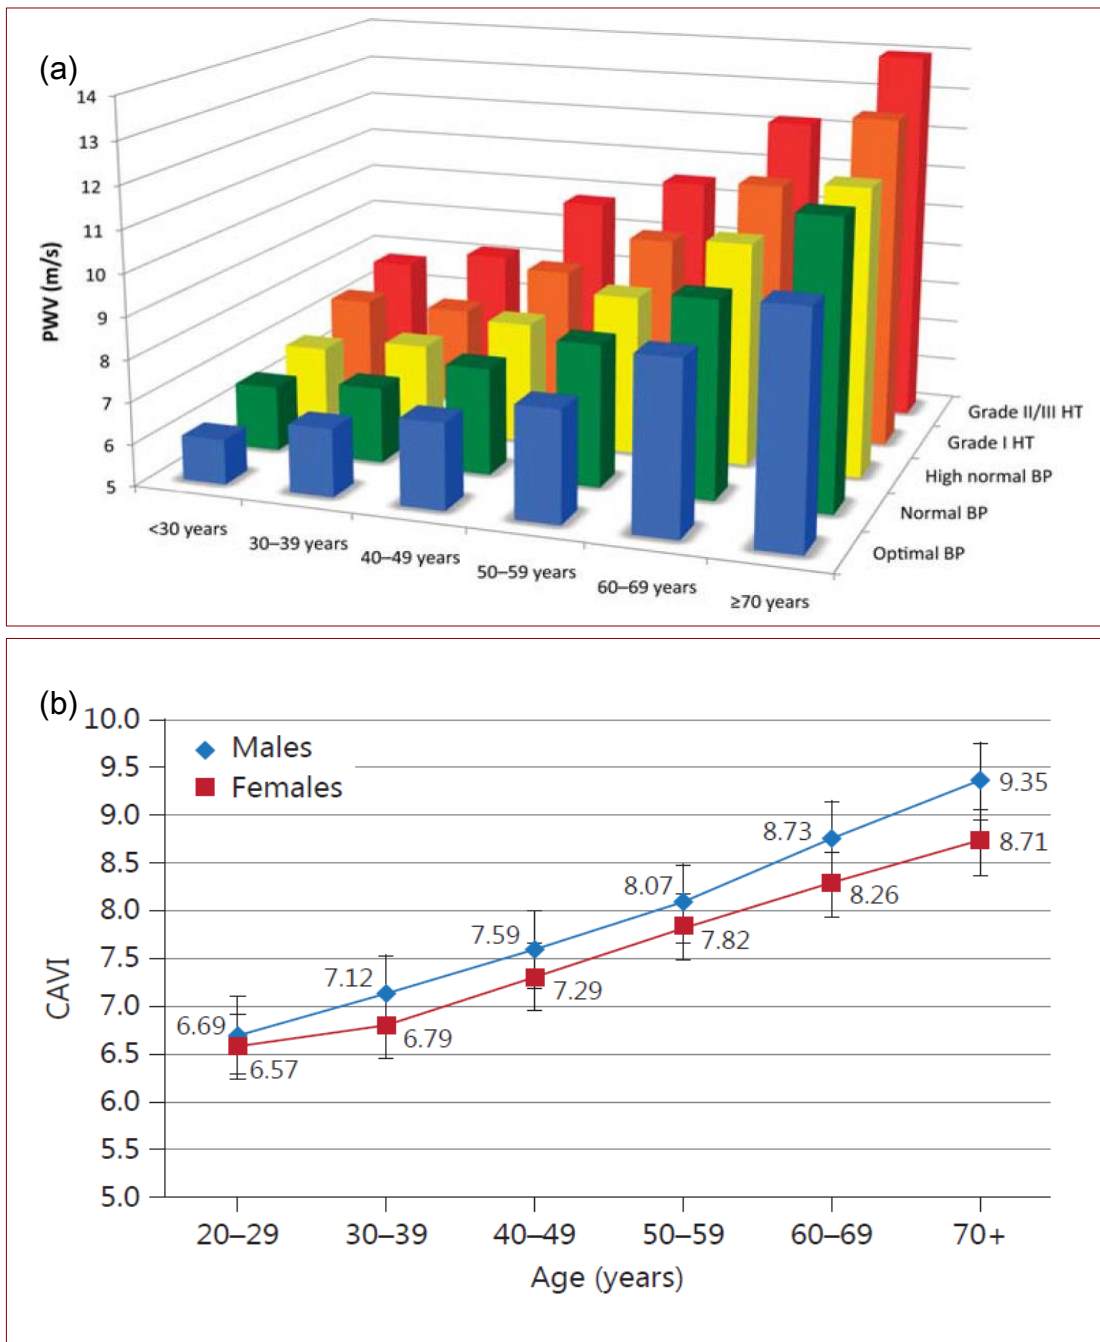 (a)
PWV (m/s)
14
13
12
11
10
9
8
7
6
5
<30 years
30–39 years
40–49 years
50–59 years
60–69 years
≥70 years
Grade II/III HT
Grade I HT
High normal BP
Normal BP
Optimal BP
(b)
CAVI
10.0
9.5
9.0
8.5
8.0
7.5
7.0
6.5
6.0
5.5
5.0
Males
Females
6.69
7.12
7.59
8.07
8.73
9.35
6.57
6.79
7.29
7.82
8.26
8.71
20–29 30–39 40–49 50–59 60–69 70+
Age (years)